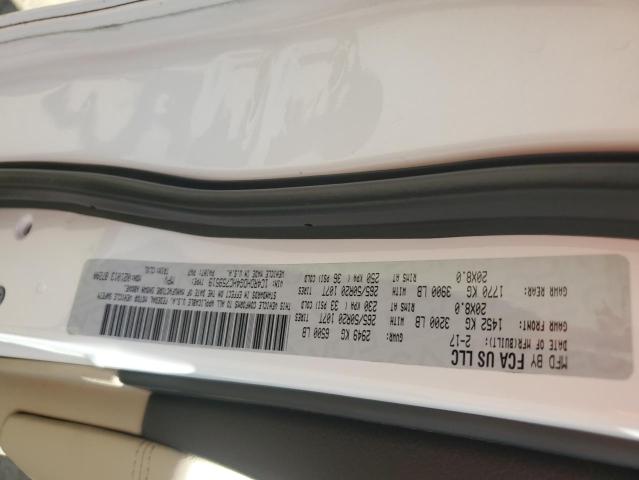 MFD BY FCA US LLC
DATE OF MFR(BUILT): 2-17 GVWR: 2949 KG 6500 LB
GAWR FRONT: 1452 KG 3200 LB WITH 265/50R20 107T TIRES
20X8.0 RIMS AT 230 KPA( 33 PSI)COLD
GAWR REAR: 1770 KG 3900 LB WITH 265/50R20 107T TIRES
20X8.0 RIMS AT 250 KPA( 36 PSI)COLD
THIS VEHICLE CONFORMS TO ALL APPLICABLE U.S.A. FEDERAL MOTOR VEHICLE SAFETY
STANDARDS IN EFFECT ON THE DATE OF MANUFACTURE SHOWN ABOVE.
VIN: TYPE: MPV
VEHICLE MADE IN U.S.A. PAINT: PW7 MDH: